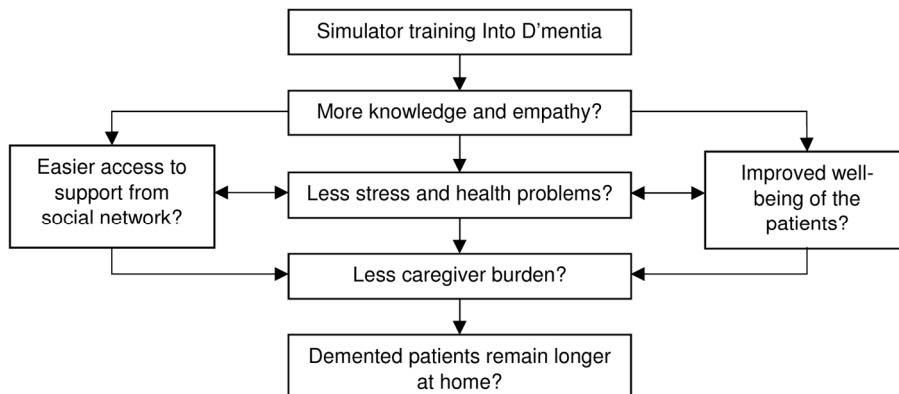 Simulator training Into D’mentia
More knowledge and empathy?
Easier access to
support from
social network?
Less stress and health problems?
Improved well-
being of the
patients?
Less caregiver burden?
Demented patients remain longer
at home?